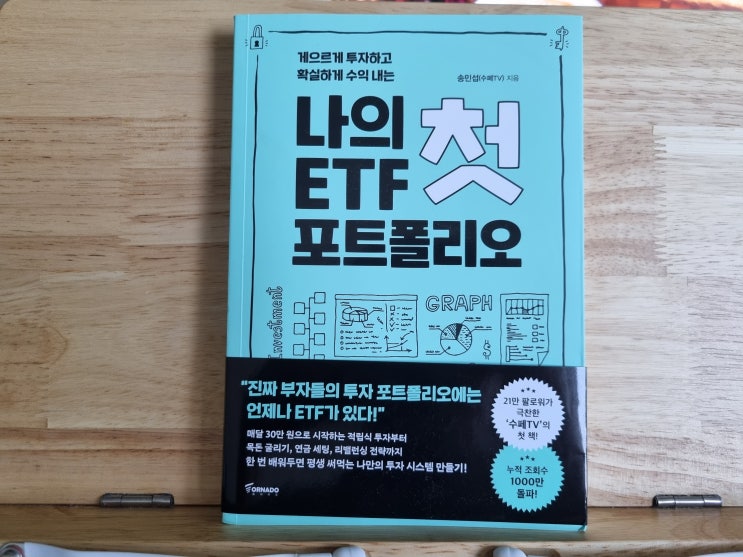 게으르게 투자하고
확실하게 수익 내는
송민섭(수페TV) 지음
나의 첫
ETF
포트폴리오
Investment
GRAPH
"진짜 부자들의 투자 포트폴리오에는
언제나 ETF가 있다!"
매달 30만 원으로 시작하는 적립식 투자부터
목돈 굴리기, 연금 세팅, 리밸런싱 전략까지
한 번 배워두면 평생 써먹는 나만의 투자 시스템 만들기!
21만 팔로워가
극찬한
'수페TV'의
첫 책!
누적 조회수
1000만
돌파!